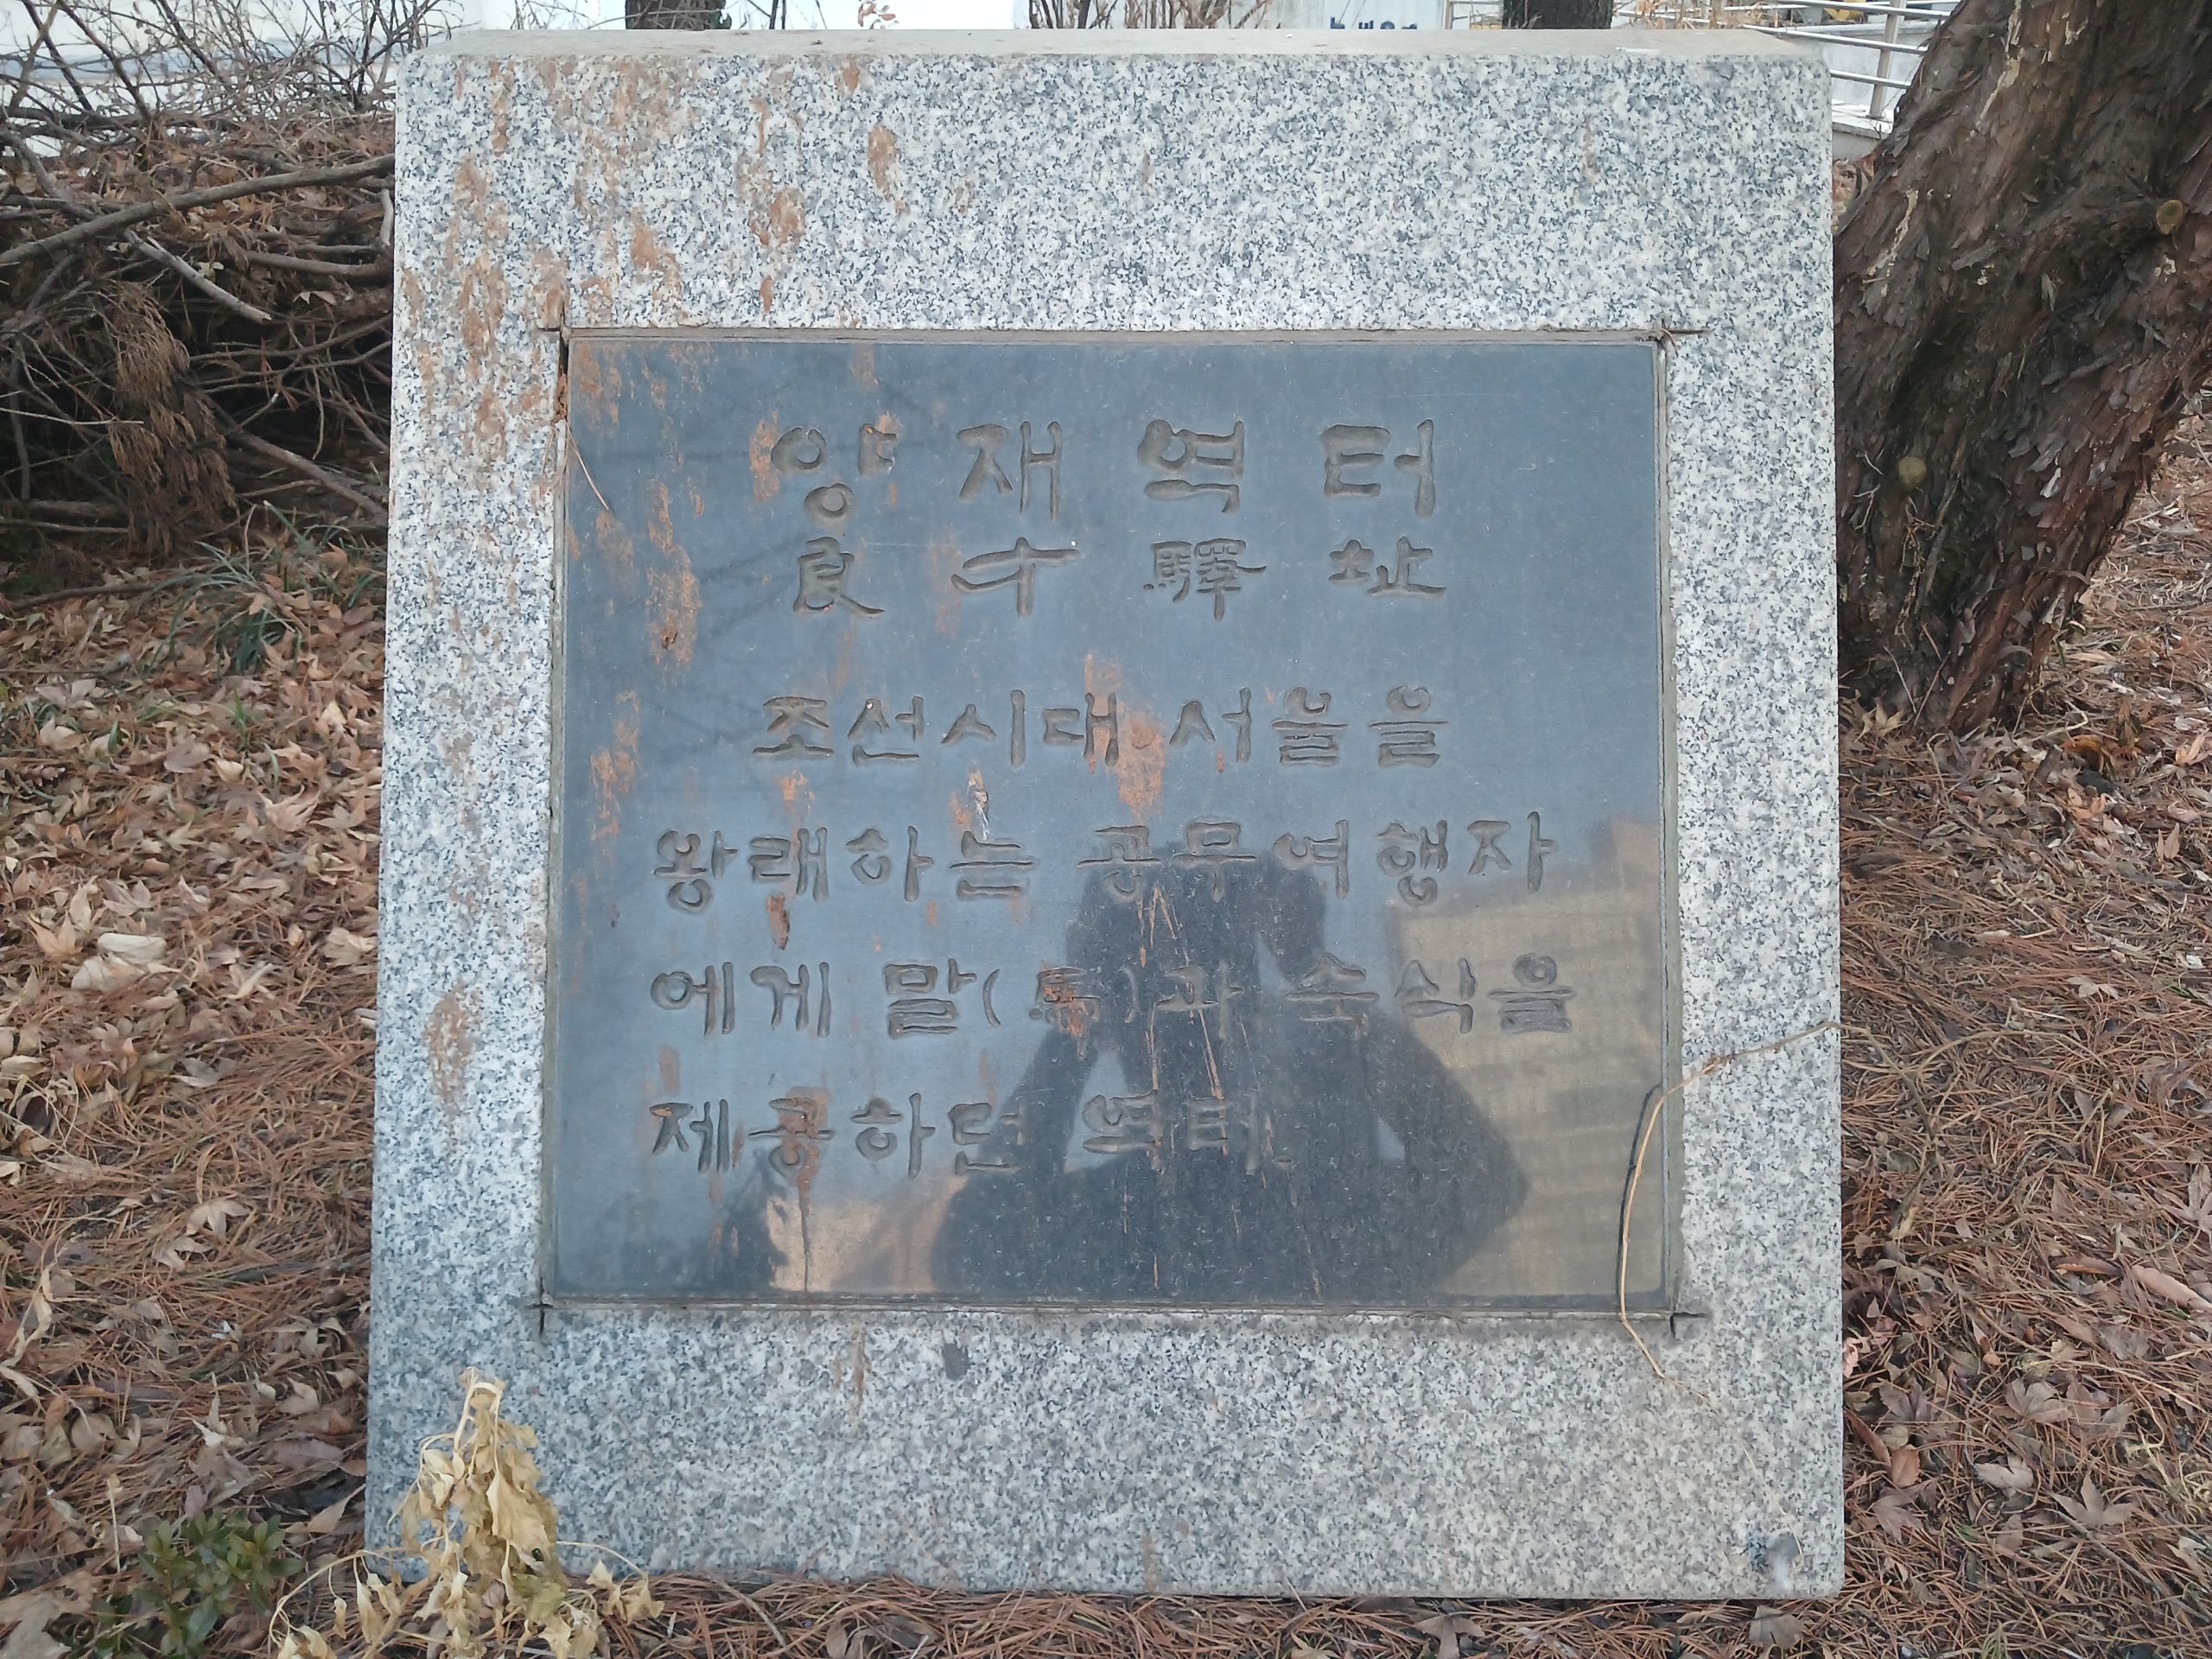 양재역터
良才驛址
조선시대 서울을
왕래하는 공무여행자
에게 말(馬)과 숙식을
제공하던 역터.